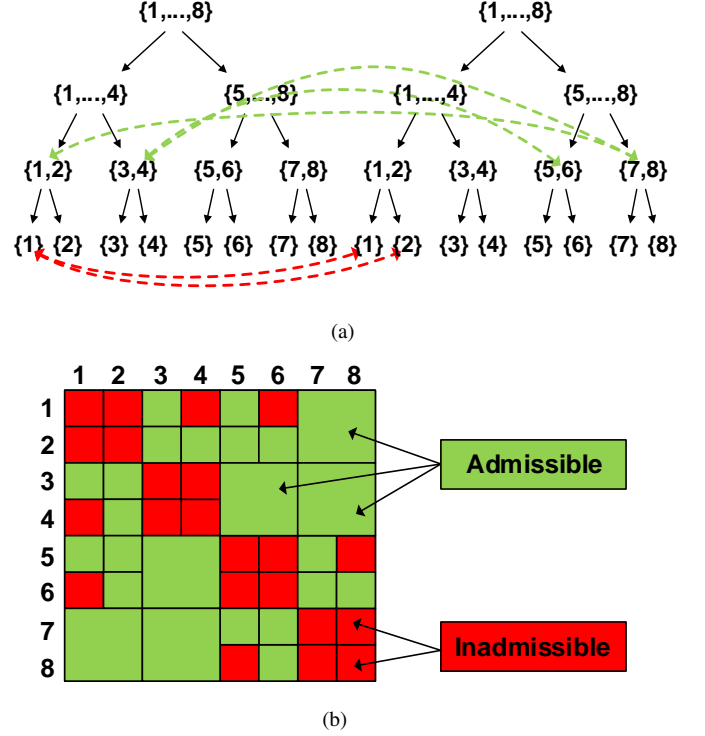 {1,...,8} {1,...,8}
{1,...,4} {5,...,8} {1,...,4} {5,...,8}
{1,2} {3,4} {5,6} {7,8} {1,2} {3,4} {5,6} {7,8}
{1} {2} {3} {4} {5} {6} {7} {8} {1} {2} {3} {4} {5} {6} {7} {8}
(a)
1 2 3 4 5 6 7 8
1
2
Admissible
3
4
5
6
7
Inadmissible
8
(b)